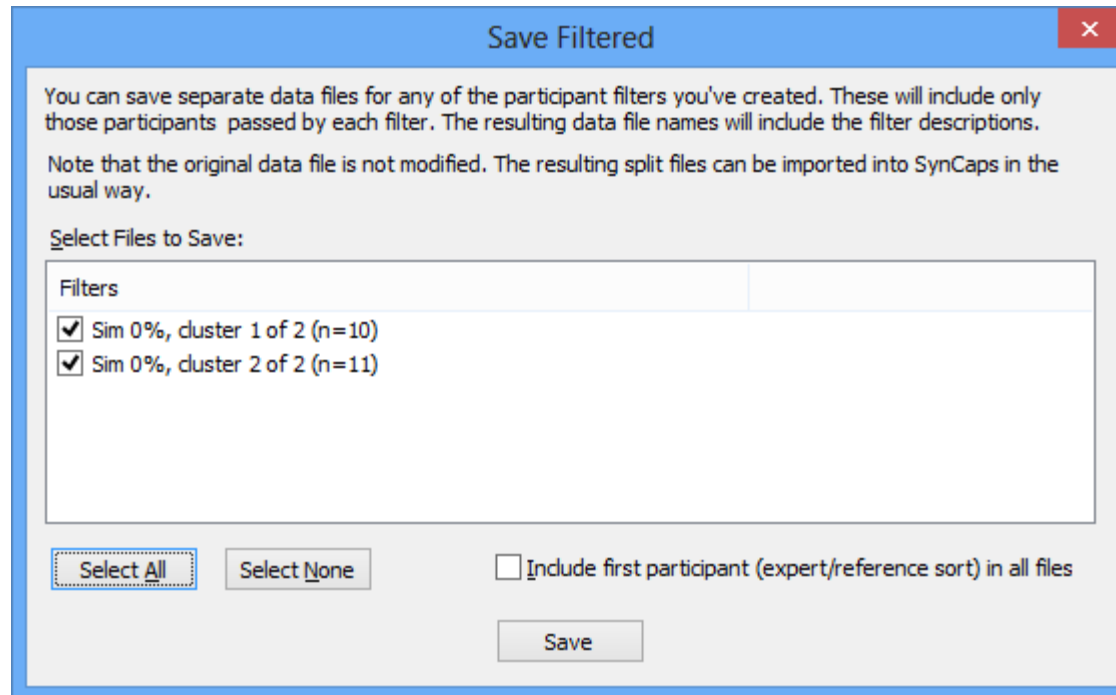 Save Filtered
You can save separate data files for any of the participant filters you've created. These will include only
those participants  passed by each filter. The resulting data file names will include the filter descriptions.
Note that the original data file is not modified. The resulting split files can be imported into SynCaps in the
usual way.
Select Files to Save:
Filters
Sim 0%, cluster 1 of 2 (n=10)
Sim 0%, cluster 2 of 2 (n=11)
Select All Select None Include first participant (expert/reference sort) in all files
Save